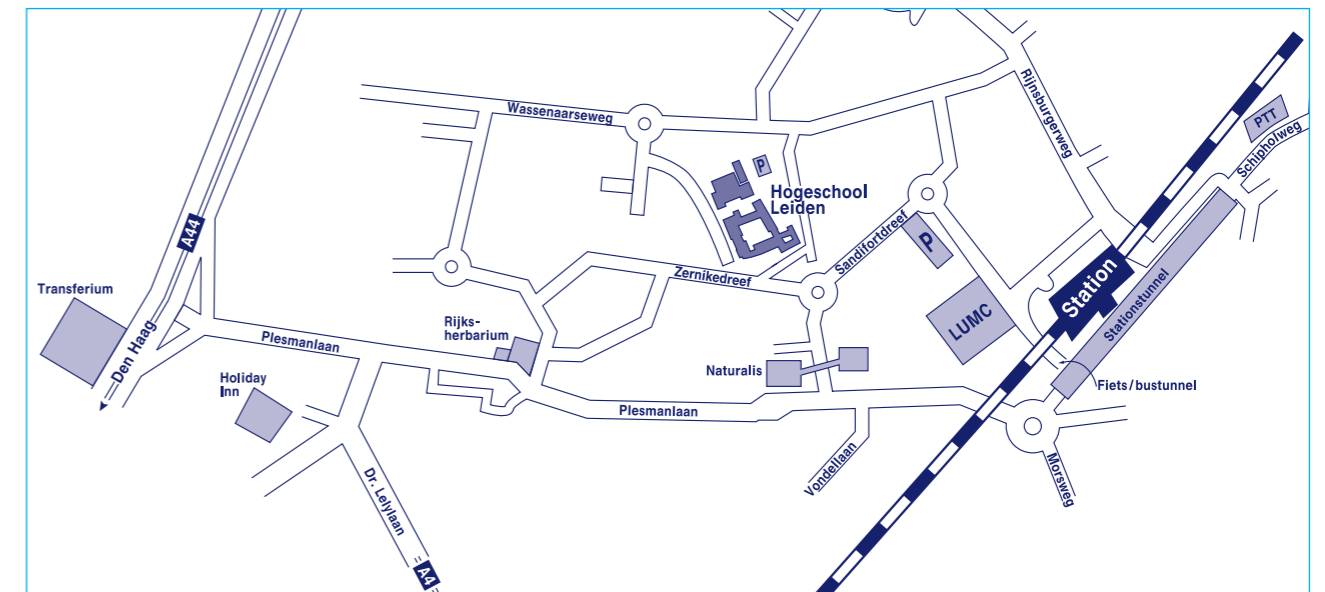 Wassenaarseweg
Rijnsburgerweg
PTT
Schipholweg
P
Hogeschool
Leiden
A44
Sandifortdreef
P
Zernikedreef
Station
Stationstunnel
Transferium
Den Haag
Plesmanlaan
Rijks-
herbarium
LUMC
Holiday
Inn
Naturalis
Fiets/bustunnel
Plesmanlaan
Vondellaan
Morsweg
Dr. Lelylaan
A4